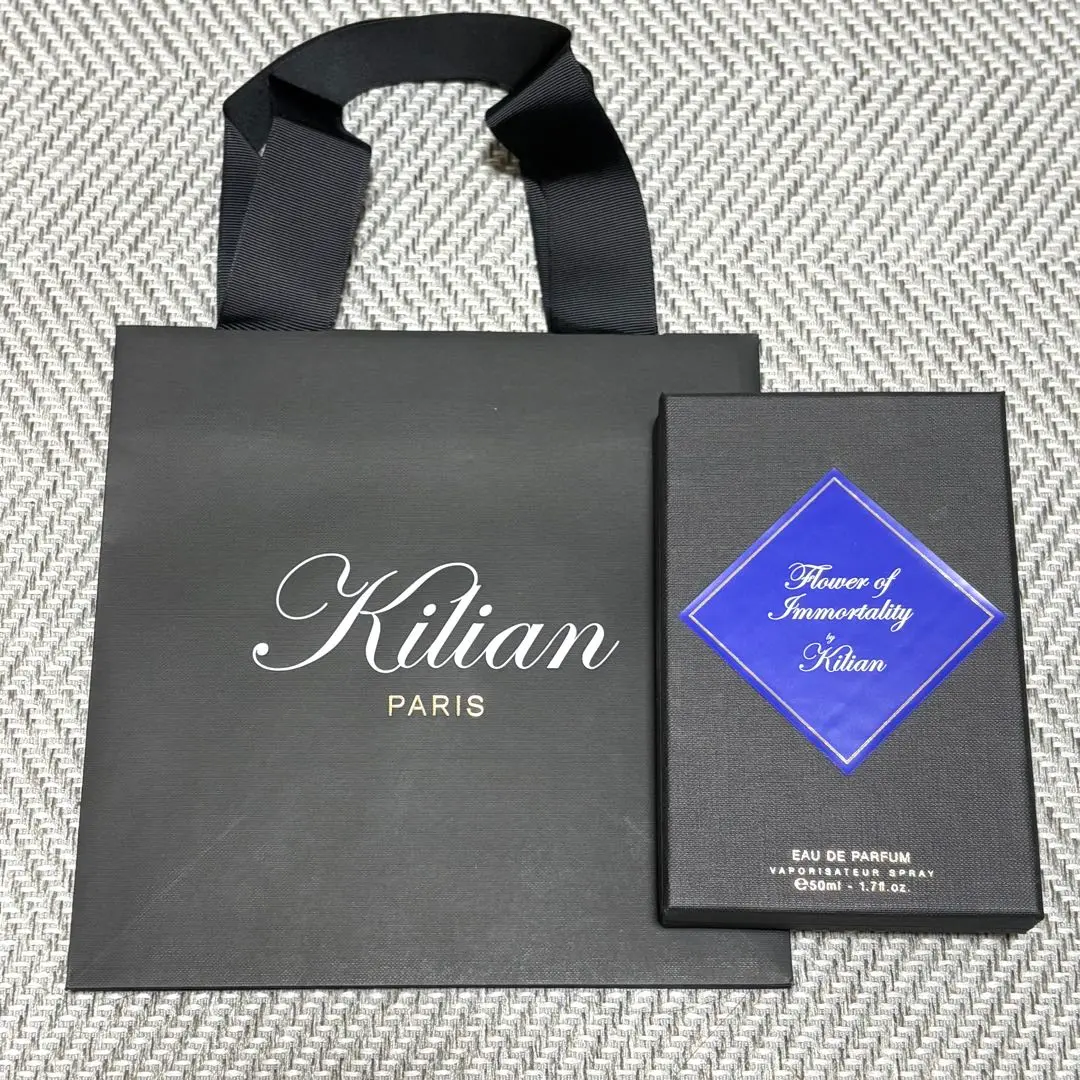 Kilian
PARIS
Flower of
Immortality
by
Kilian
EAU DE PARFUM
VAPORISATEUR SPRAY
℮50ml - 1.7fl.oz.